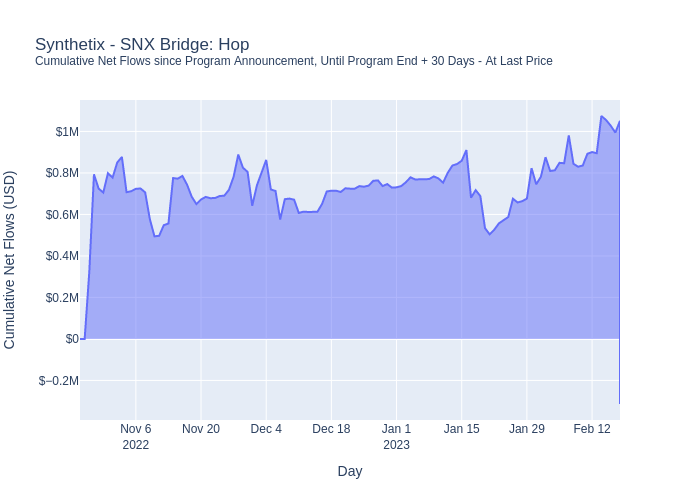 Synthetix - SNX Bridge: Hop
Cumulative Net Flows since Program Announcement, Until Program End + 30 Days - At Last Price
Cumulative Net Flows (USD)
$1M
$0.8M
$0.6M
$0.4M
$0.2M
$0
$−0.2M
Nov 6
2022
Nov 20
Dec 4
Dec 18
Jan 1
2023
Jan 15
Jan 29
Feb 12
Day